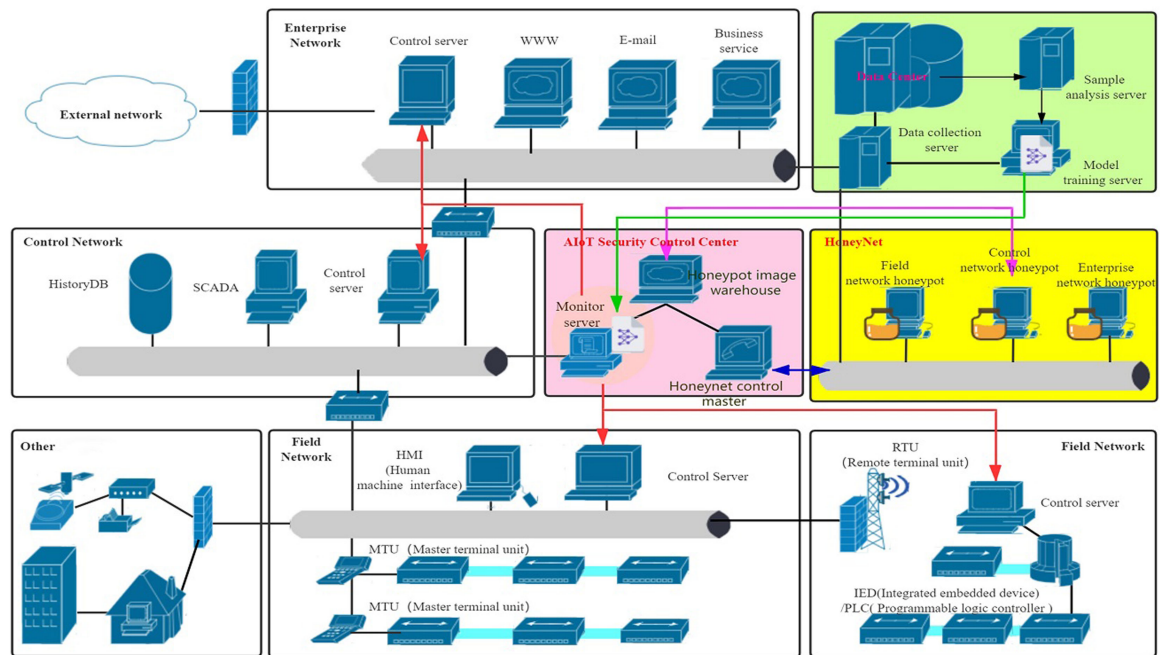 Enterprise
Network
Control server
WWW
E-mail
Business
service
External network
Data Center
Sample
analysis server
Data collection
server
Model
training server
Control Network
HistoryDB
SCADA
Control
server
AIoT Security Control Center
Honeypot image
warehouse
Monitor
server
Honeynet control
master
HoneyNet
Field
network honeypot
Control
network honeypot
Enterprise
network honeypot
Other
Field
Network
HMI
(Human
machine interface)
Control Server
MTU (Master terminal unit)
MTU (Master terminal unit)
RTU
(Remote terminal unit)
Field Network
Control server
IED(Integrated embedded device)
/PLC( Programmable logic controller )